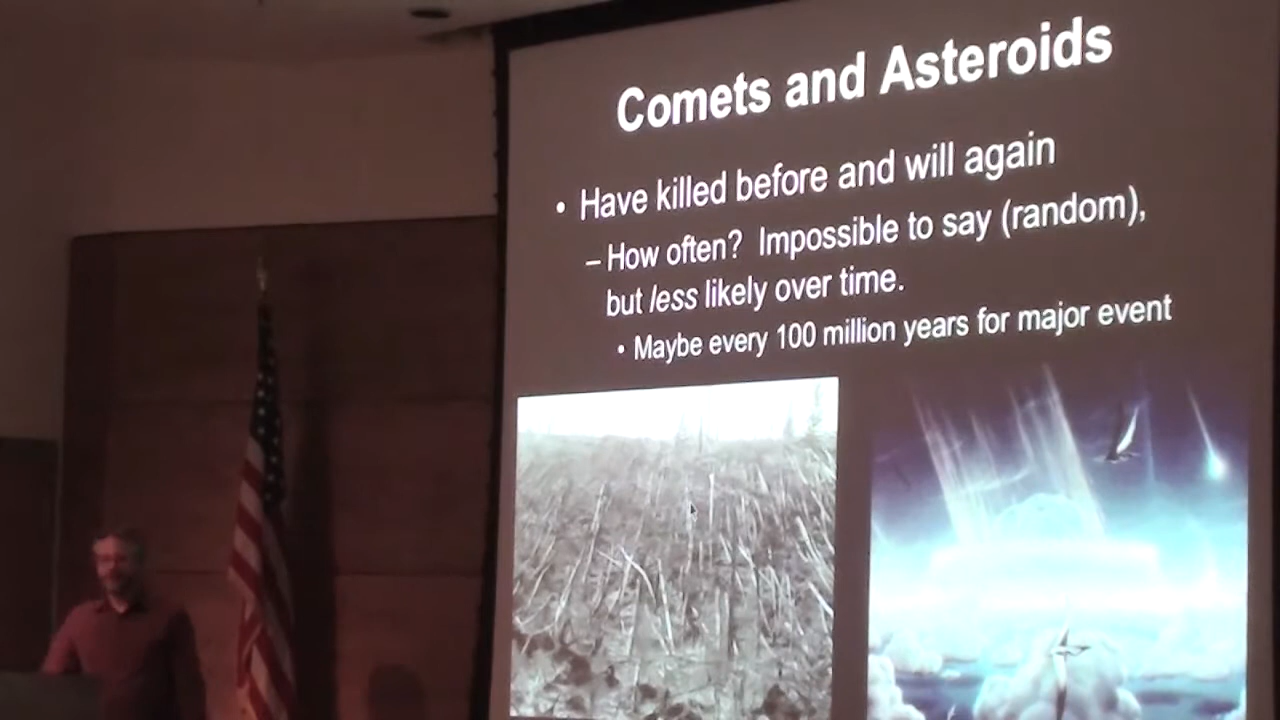 Comets and Asteroids
• Have killed before and will again
– How often? Impossible to say (random),
but less likely over time.
• Maybe every 100 million years for major event